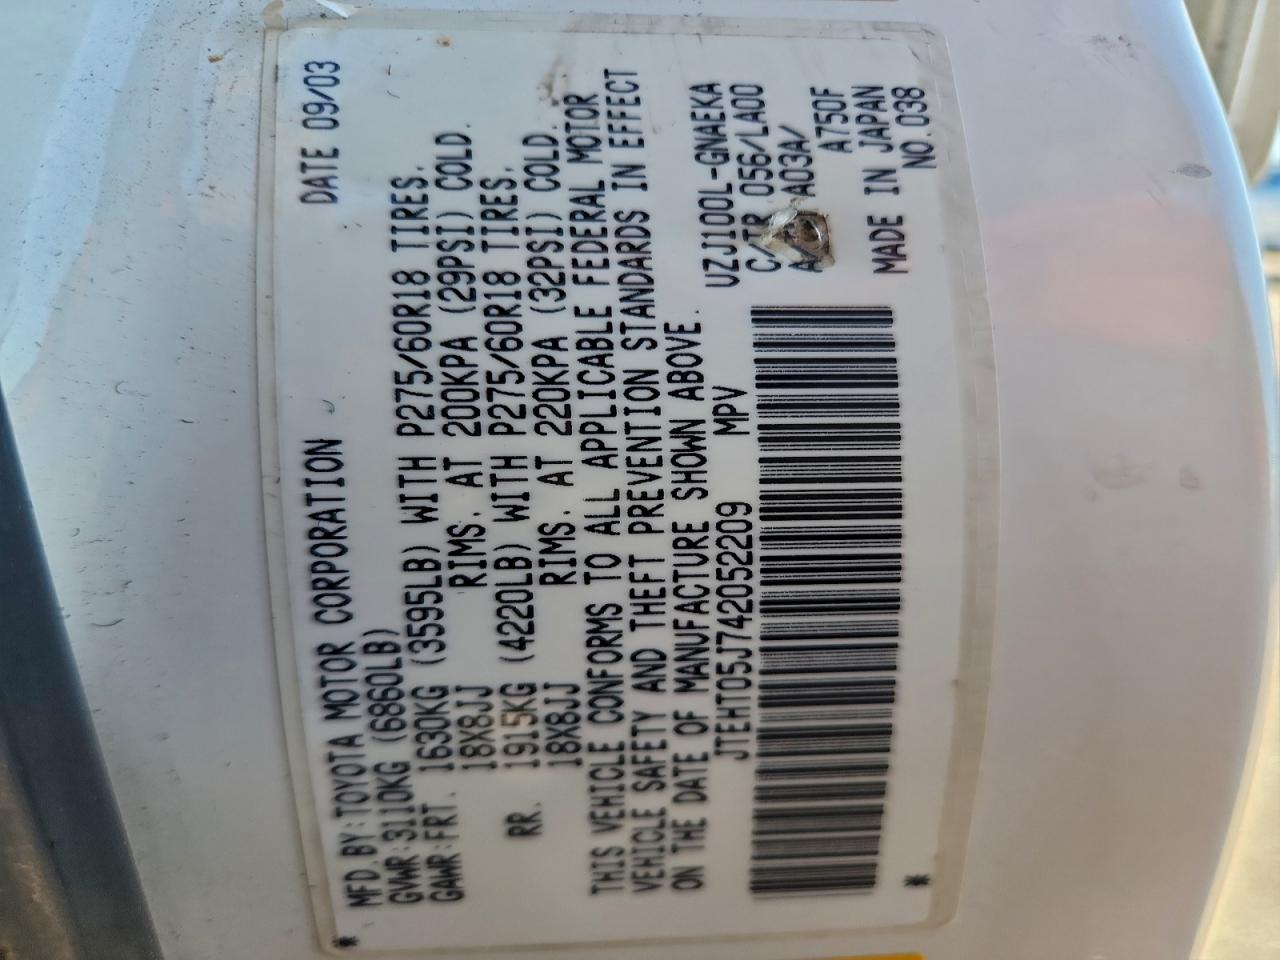 MFD.BY:TOYOTA MOTOR CORPORATION DATE 09/03
GVWR:3110KG (6860LB)
GAWR:FRT. 1630KG (3595LB) WITH P275/60R18 TIRES,
18X8JJ RIMS, AT 200KPA (29PSI) COLD.
RR. 1915KG (4220LB) WITH P275/60R18 TIRES,
18X8JJ RIMS, AT 220KPA (32PSI) COLD.
THIS VEHICLE CONFORMS TO ALL APPLICABLE FEDERAL MOTOR
VEHICLE SAFETY AND THEFT PREVENTION STANDARDS IN EFFECT
ON THE DATE OF MANUFACTURE SHOWN ABOVE.
JTEHT05J742052209 MPV
UZJ100L-GNAEKA
C/TR 056/LA00
A03A/
A750F
MADE IN JAPAN
NO.038